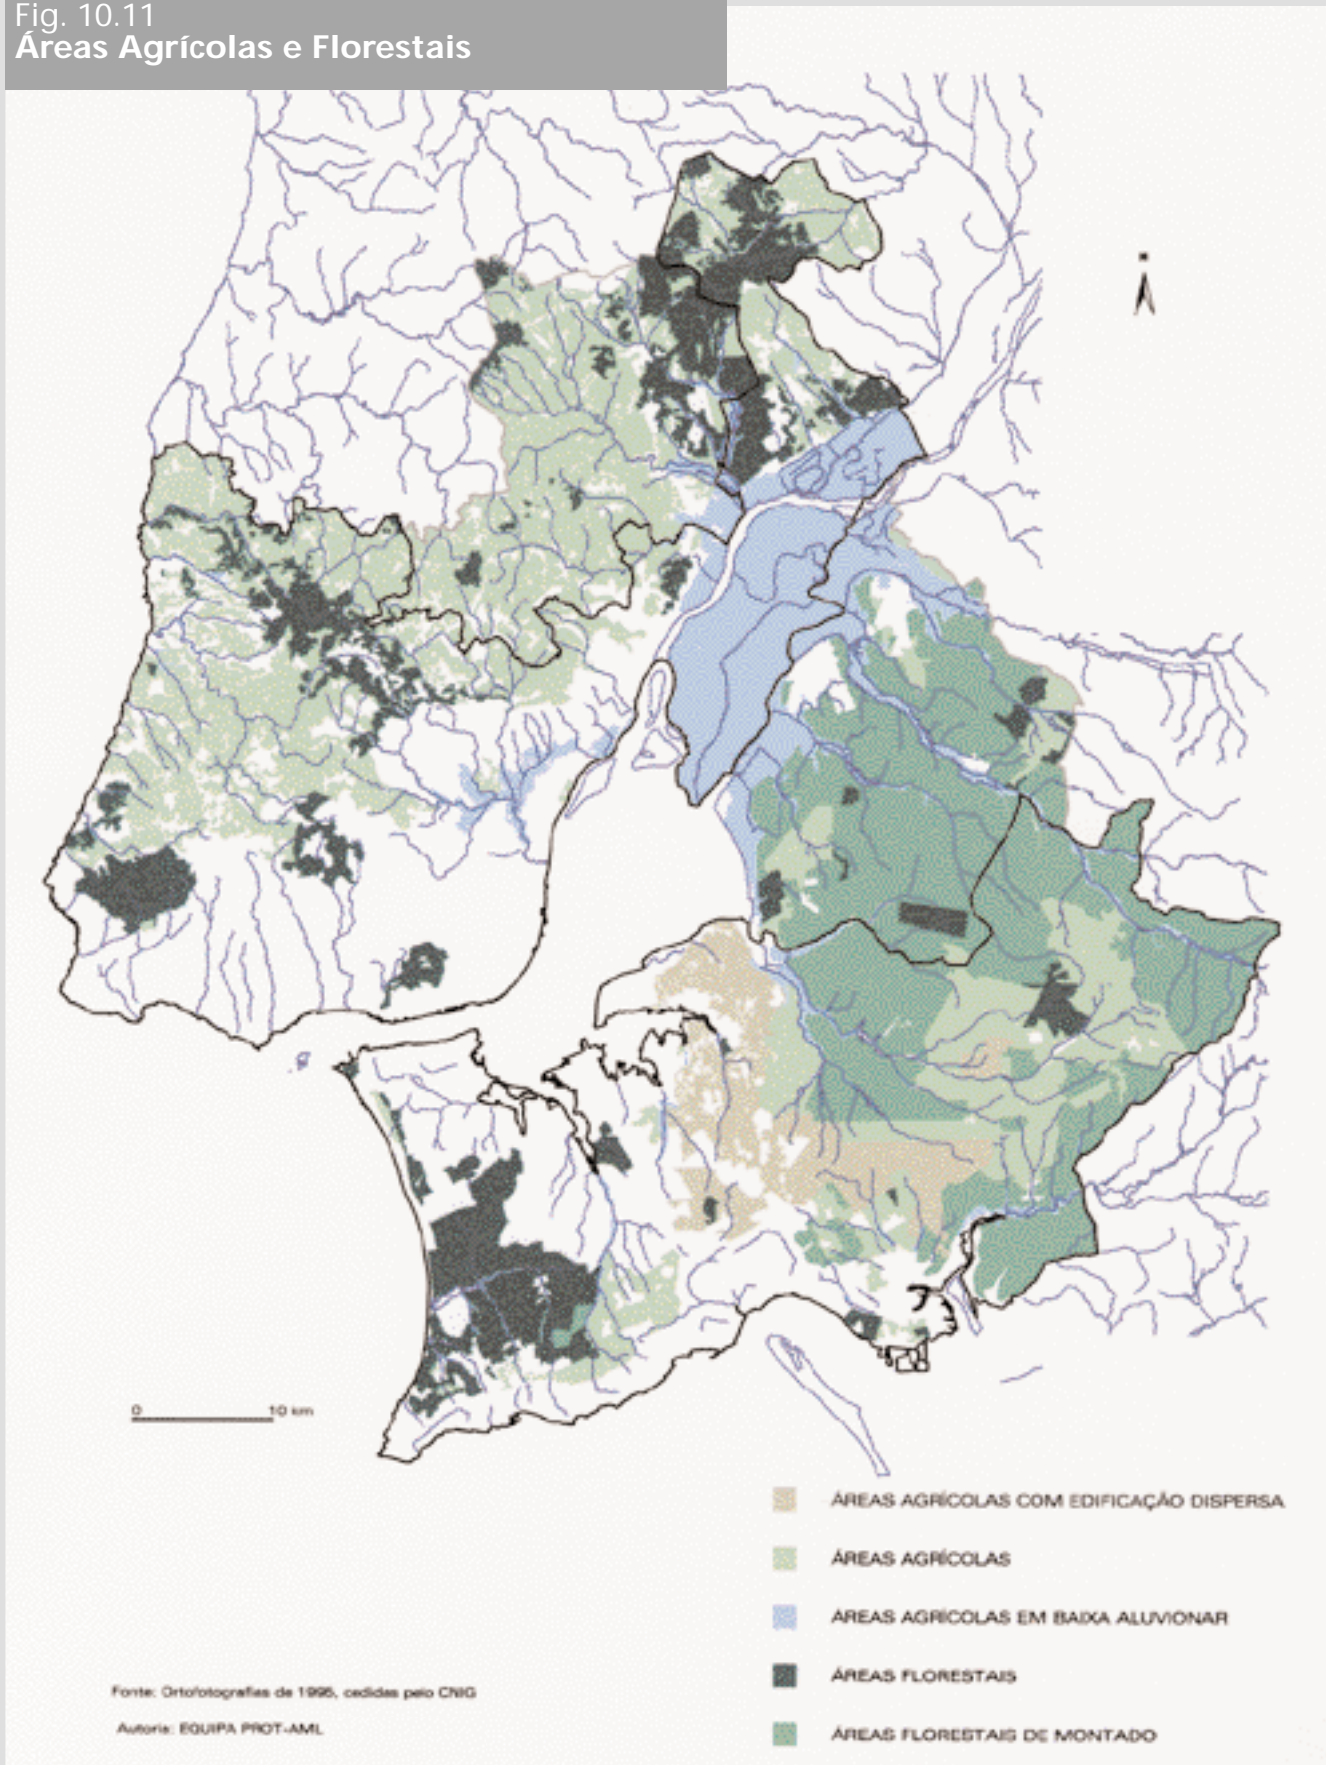 Fig. 10.11
Áreas Agrícolas e Florestais
0 10 km
ÁREAS AGRÍCOLAS COM EDIFICAÇÃO DISPERSA
ÁREAS AGRÍCOLAS
ÁREAS AGRÍCOLAS EM BAIXA ALUVIONAR
ÁREAS FLORESTAIS
ÁREAS FLORESTAIS DE MONTADO
Fonte: Ortofotografias de 1995, cedidas pelo CNIG
Autoria: EQUIPA PROT-AML